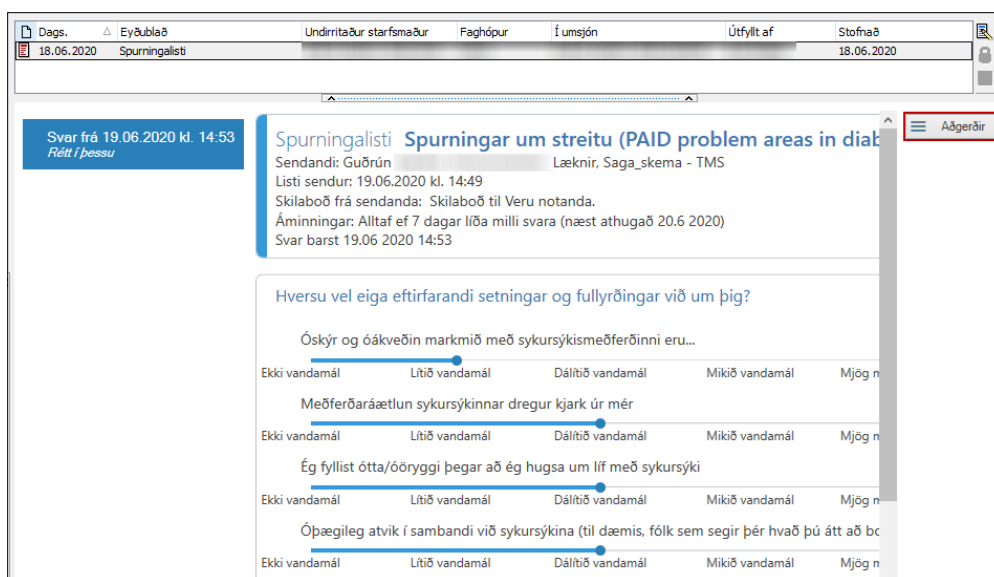 Dags. Eyðublað Undirritaður starfsmaður Faghópur Í umsjón Útfyllt af Stofnað
18.06.2020 Spurningalisti 18.06.2020
Svar frá 19.06.2020 kl. 14:53
Rétt í þessu
Aðgerðir
Spurningalisti Spurningar um streitu (PAID problem areas in diab
Sendandi: Guðrún Læknir, Saga_skema - TMS
Listi sendur: 19.06.2020 kl. 14:49
Skilaboð frá sendanda: Skilaboð til Veru notanda.
Áminningar: Alltaf ef 7 dagar líða milli svara (næst athugað 20.6 2020)
Svar barst 19.06 2020 14:53
Hversu vel eiga eftirfarandi setningar og fullyrðingar við um þig?
Óskýr og óákveðin markmið með sykursýkismeðferðinni eru...
Ekki vandamál Lítið vandamál Dálítið vandamál Mikið vandamál Mjög m
Meðferðaráætlun sykursýkinnar dregur kjark úr mér
Ekki vandamál Lítið vandamál Dálítið vandamál Mikið vandamál Mjög m
Ég fyllist ótta/óöryggi þegar að ég hugsa um líf með sykursýki
Ekki vandamál Lítið vandamál Dálítið vandamál Mikið vandamál Mjög m
Óþægileg atvik í sambandi við sykursýkina (til dæmis, fólk sem segir þér hvað þú átt að bo
Ekki vandamál Lítið vandamál Dálítið vandamál Mikið vandamál Mjög m